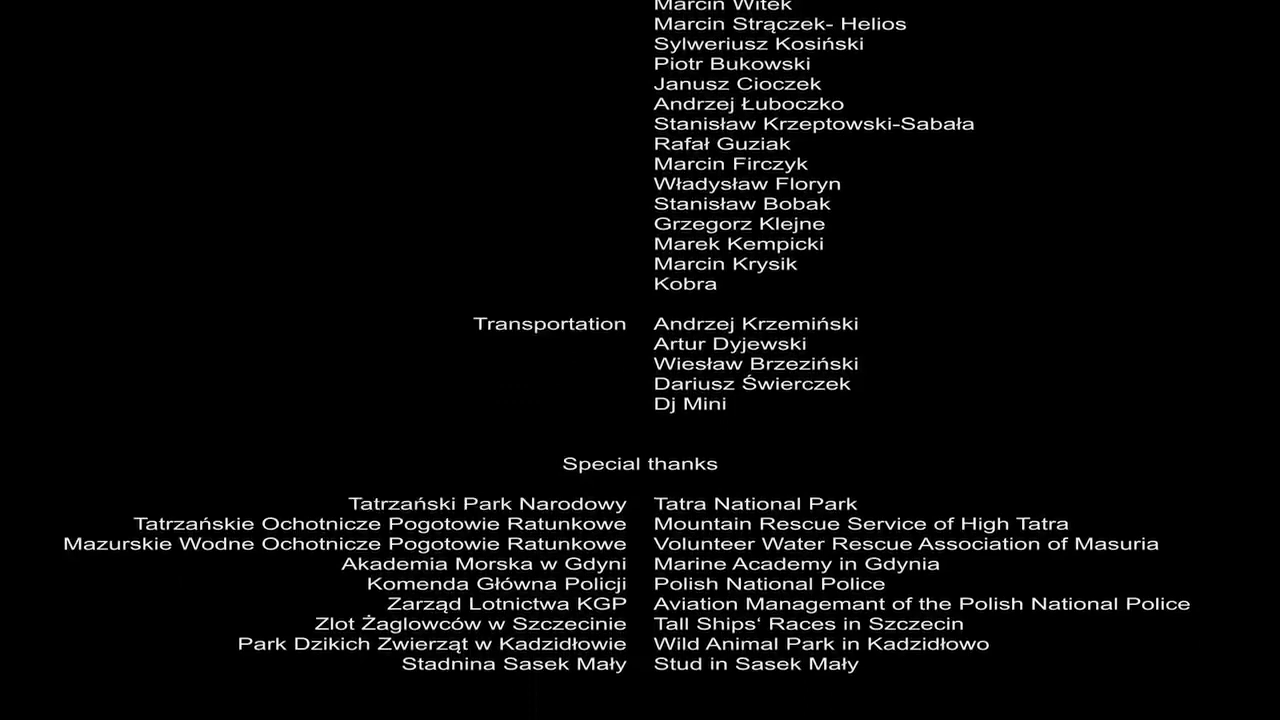 Marcin Witek
Marcin Strączek- Helios
Sylweriusz Kosiński
Piotr Bukowski
Janusz Cioczek
Andrzej Łuboczko
Stanisław Krzeptowski-Sabała
Rafał Guziak
Marcin Firczyk
Władysław Floryn
Stanisław Bobak
Grzegorz Klejne
Marek Kempicki
Marcin Krysik
Kobra
Transportation Andrzej Krzemiński
Artur Dyjewski
Wiesław Brzeziński
Dariusz Świerczek
Dj Mini
Special thanks
Tatrzański Park Narodowy Tatra National Park
Tatrzańskie Ochotnicze Pogotowie Ratunkowe Mountain Rescue Service of High Tatra
Mazurskie Wodne Ochotnicze Pogotowie Ratunkowe Volunteer Water Rescue Association of Masuria
Akademia Morska w Gdyni Marine Academy in Gdynia
Komenda Główna Policji Polish National Police
Zarząd Lotnictwa KGP Aviation Managemant of the Polish National Police
Zlot Żaglowców w Szczecinie Tall Ships‘ Races in Szczecin
Park Dzikich Zwierząt w Kadzidłowie Wild Animal Park in Kadzidłowo
Stadnina Sasek Mały Stud in Sasek Mały